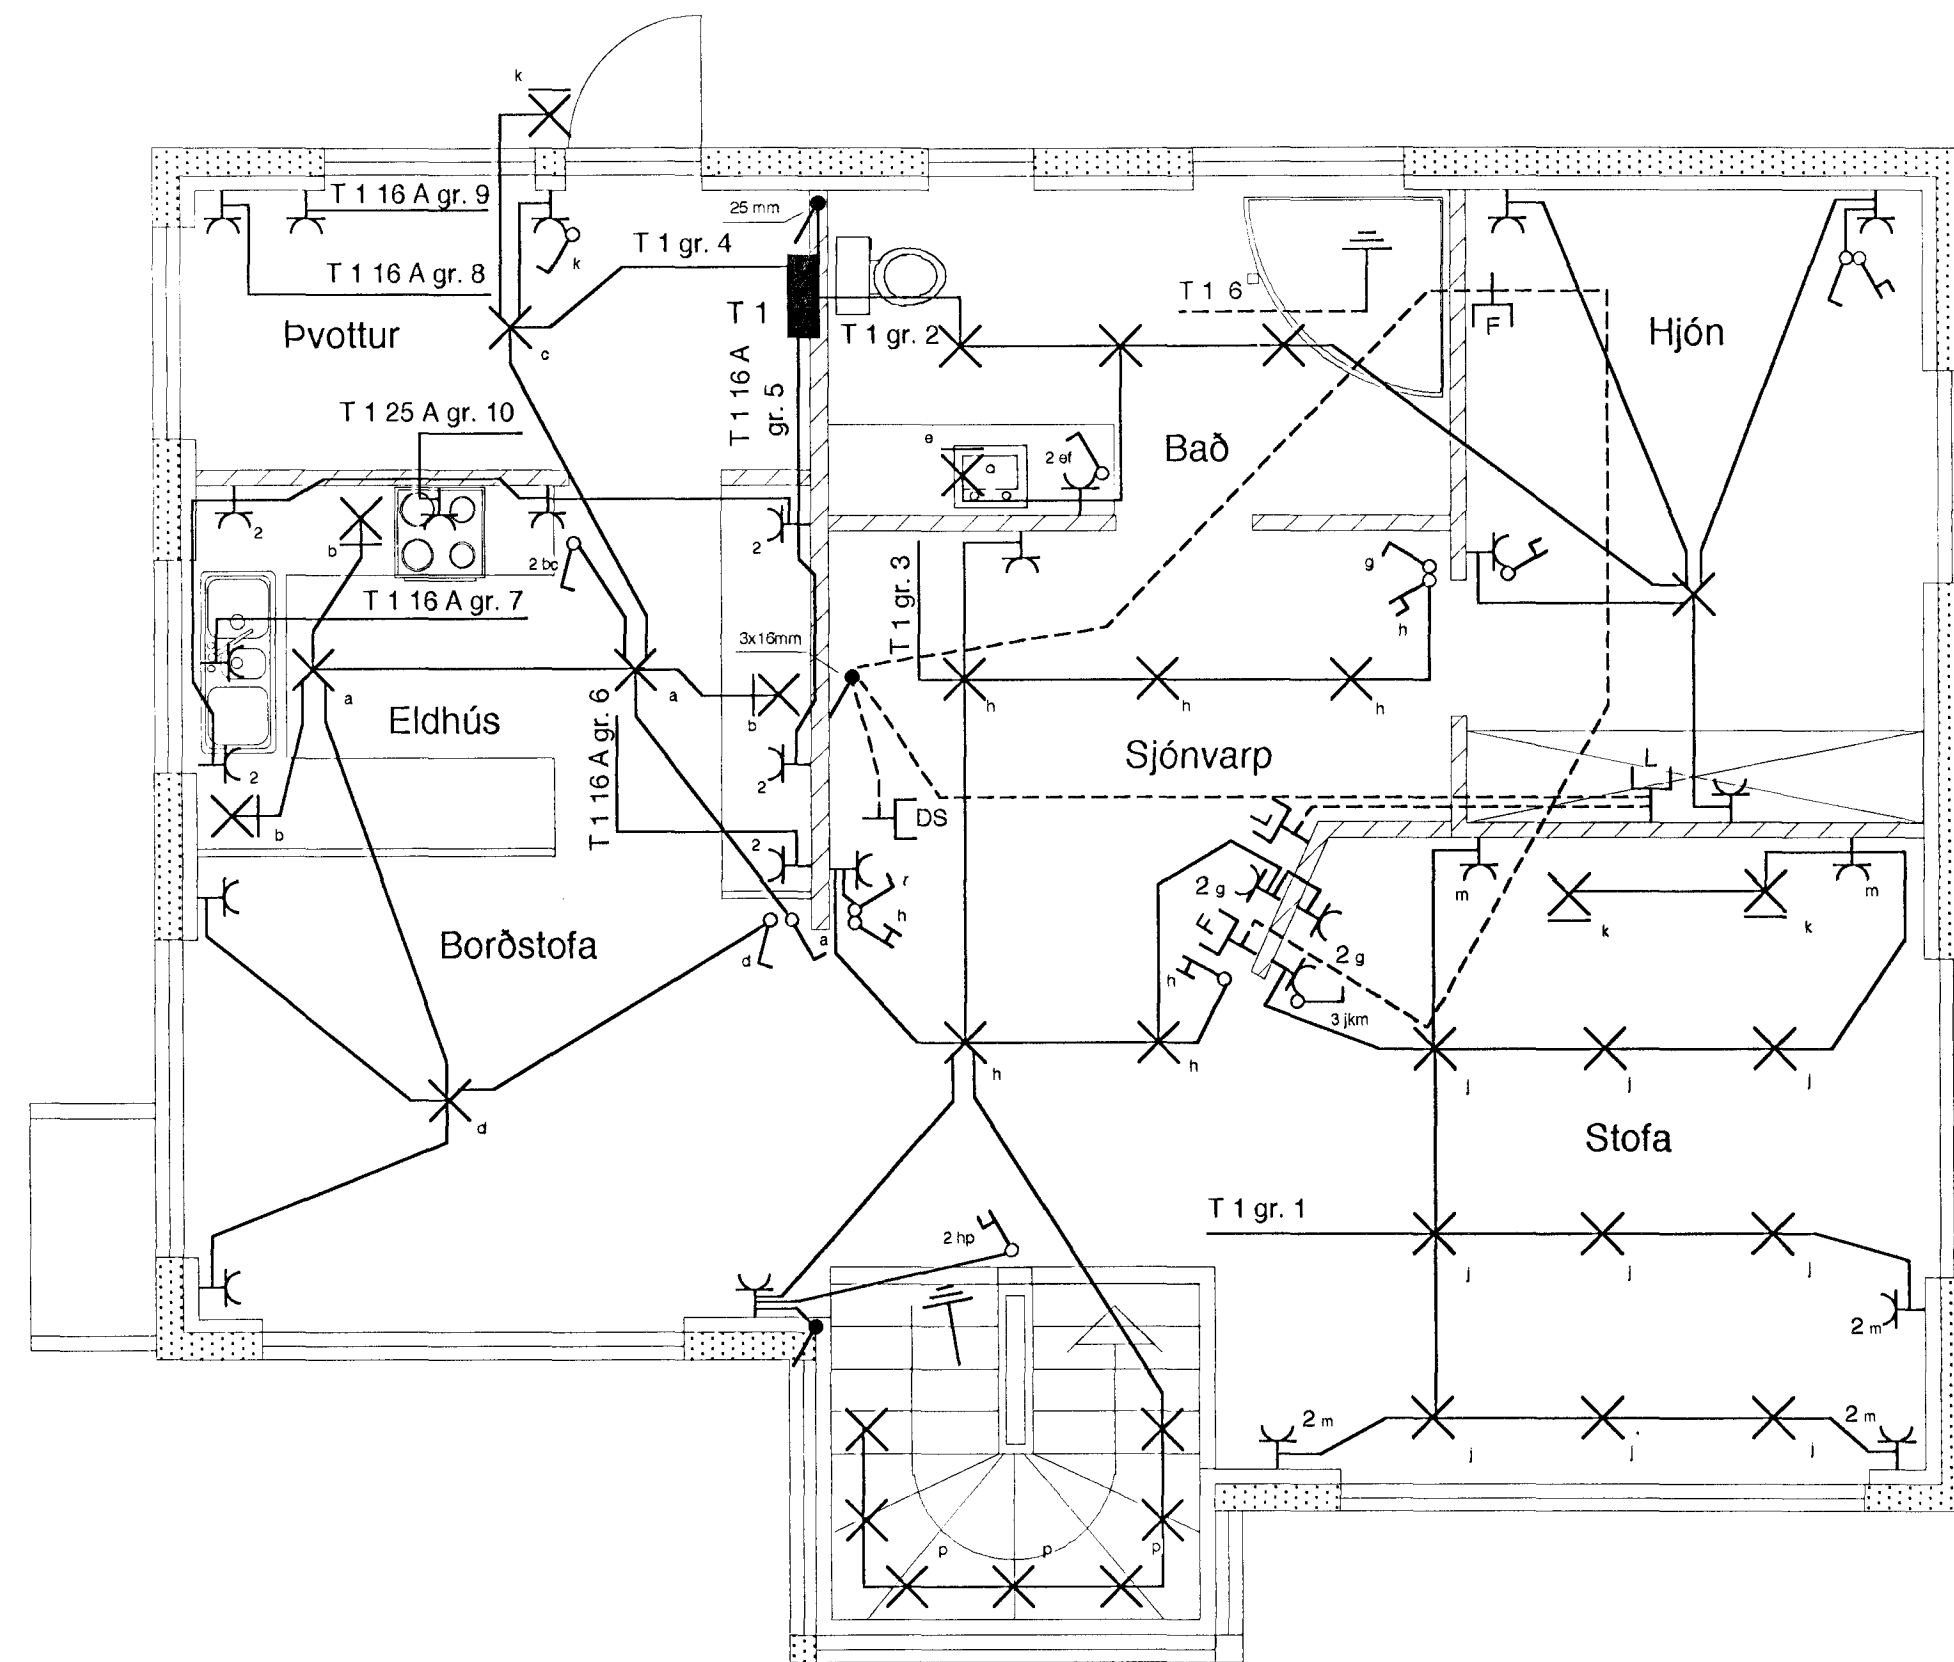 k
T 1 16 A gr. 9
25 mm
T 1 gr. 4
k
T 1 16 A gr. 8
T 1 6
F
T 1
T 1 gr. 2
Þvottur
c
Hjón
T 1 16 A
gr. 5
T 1 25 A gr. 10
e
2 ef
Bað
2
b
2 bc
2
g
T 1 gr. 3
T 1 16 A gr. 7
h
3x16mm
a
a
b
h
h
h
Eldhús
T 1 16 A gr. 6
Sjónvarp
L
2
2
b
DS
L
2
r
2 g
m
m
h
F
k
k
Borðstofa
d
a
2 g
h
3 jkm
h
h
j
j
j
d
Stofa
T 1 gr. 1
2 hp
j
j
j
2 m
2 m
2 m
j
j
j
p
p
p